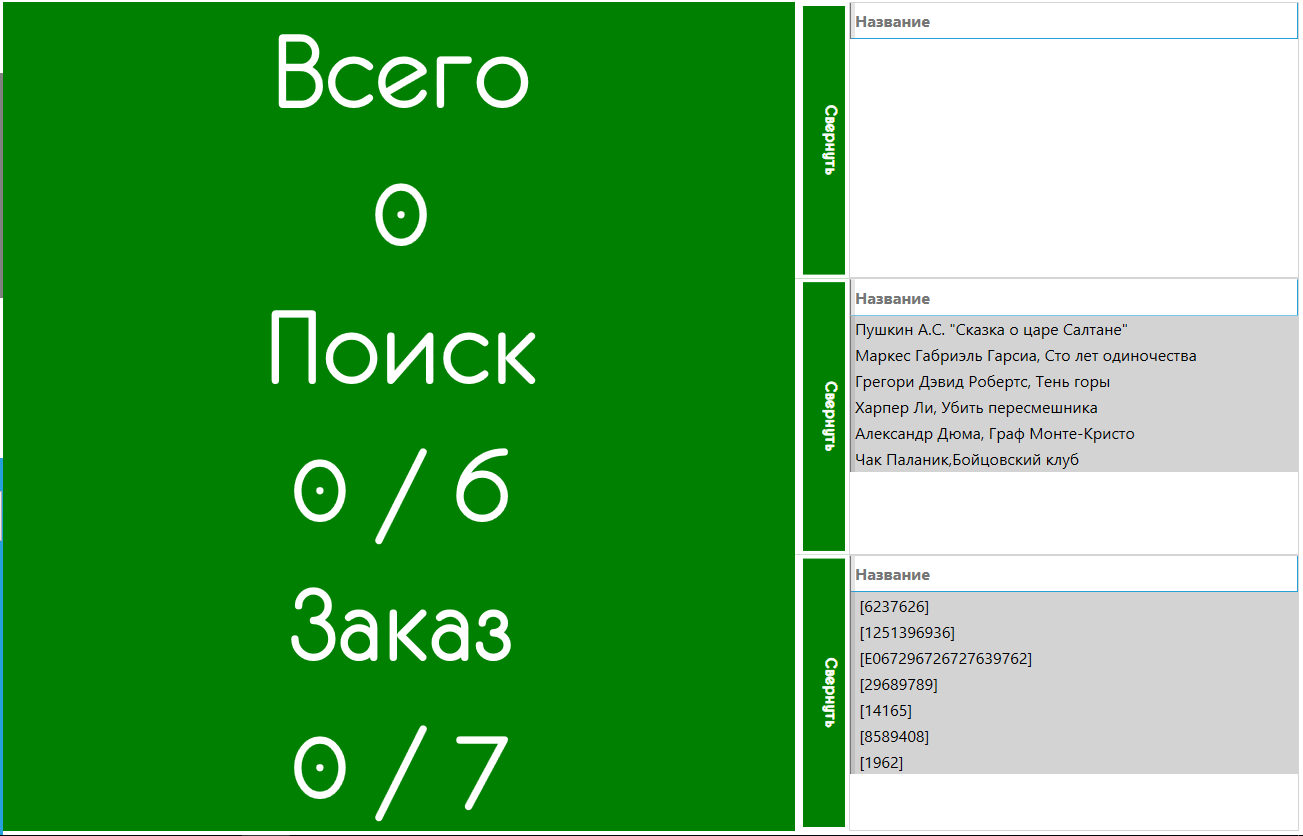 Всего
0
Свернуть
Название
Поиск
0 / 6
Свернуть
Название
Пушкин А.С. "Сказка о царе Салтане"
Маркес Габриэль Гарсиа, Сто лет одиночества
Грегори Дэвид Робертс, Тень горы
Харпер Ли, Убить пересмешника
Александр Дюма, Граф Монте-Кристо
Чак Паланик,Бойцовский клуб
Заказ
0 / 7
Свернуть
Название
[6237626]
[1251396936]
[E067296726727639762]
[29689789]
[14165]
[8589408]
[1962]